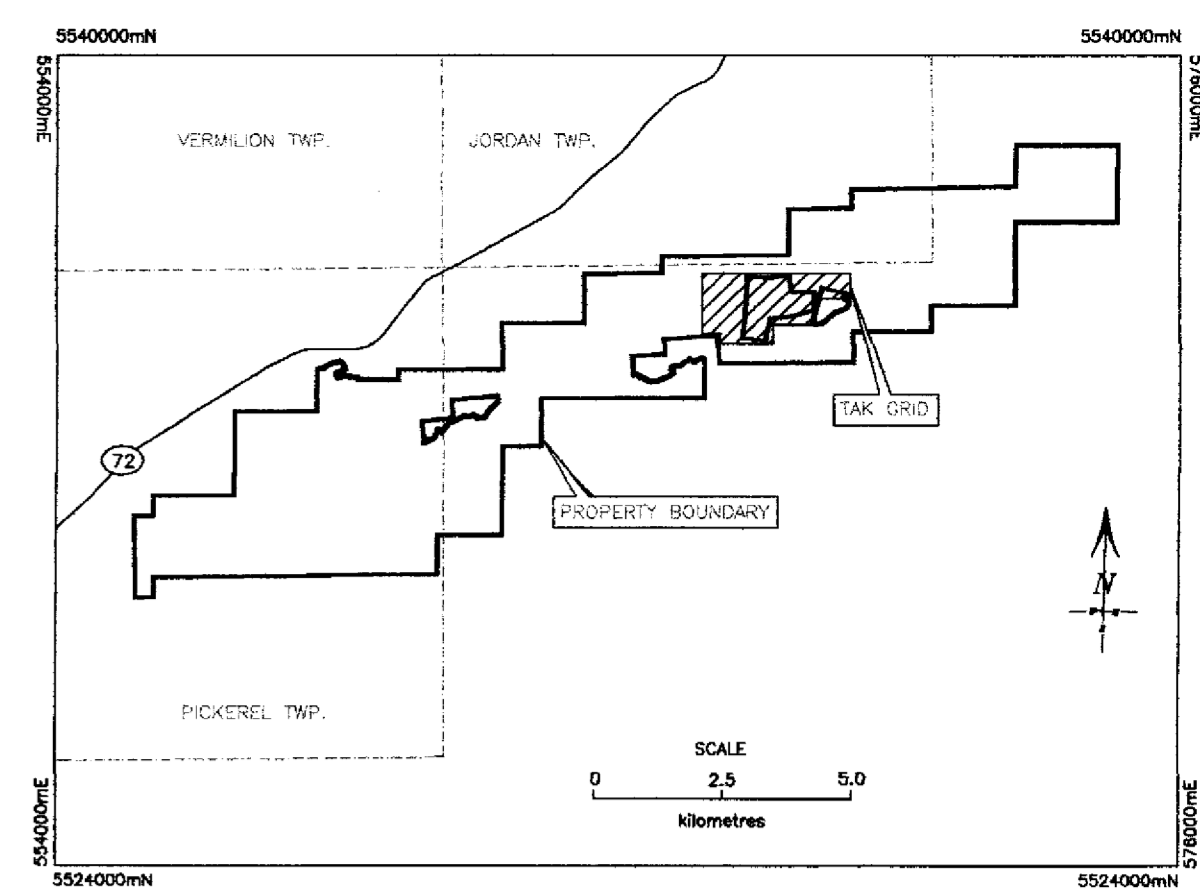 5540000mN
5540000mN
554000mE
576000mE
VERMILION TWP.
JORDAN TWP.
TAK GRID
72
PROPERTY BOUNDARY
N
PICKEREL TWP.
SCALE
0 2.5 5.0
kilometres
554000mE
576000mE
5524000mN
5524000mN